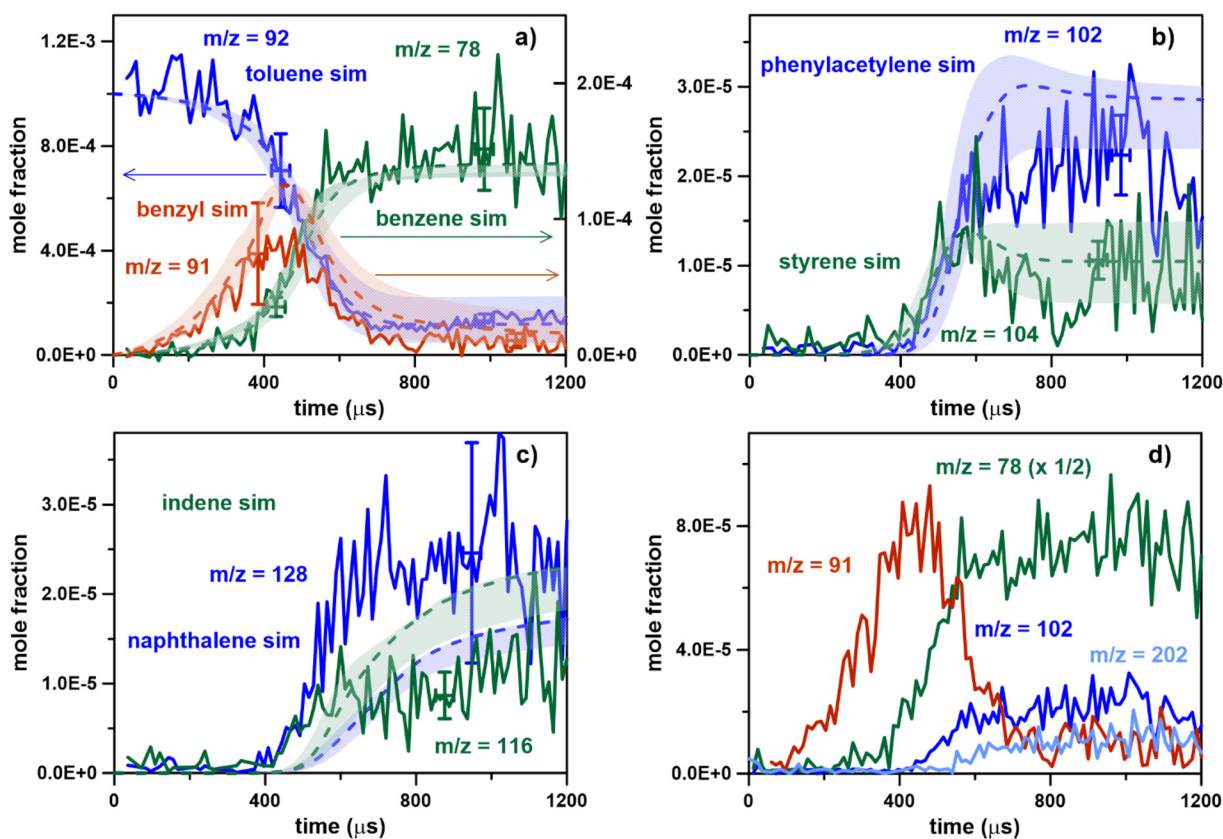 a)
m/z = 92
m/z = 78
toluene sim
benzyl sim
benzene sim
m/z = 91
1.2E-3
8.0E-4
4.0E-4
0.0E+0
2.0E-4
1.0E-4
0.0E+0
mole fraction
0
400
800
1200
time (μs)
b)
m/z = 102
phenylacetylene sim
styrene sim
m/z = 104
3.0E-5
2.0E-5
1.0E-5
0.0E+0
mole fraction
0
400
800
1200
time (μs)
c)
indene sim
m/z = 128
naphthalene sim
m/z = 116
3.0E-5
2.0E-5
1.0E-5
0.0E+0
mole fraction
0
400
800
1200
time (μs)
d)
m/z = 78 (x 1/2)
m/z = 91
m/z = 102
m/z = 202
8.0E-5
4.0E-5
0.0E+0
mole fraction
0
400
800
1200
time (μs)